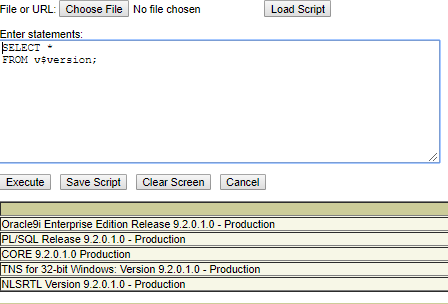 File or URL: Choose File No file chosen Load Script
Enter statements:
SELECT *
FROM v$version;
Execute Save Script Clear Screen Cancel
Oracle9i Enterprise Edition Release 9.2.0.1.0 - Production
PL/SQL Release 9.2.0.1.0 - Production
CORE 9.2.0.1.0 Production
TNS for 32-bit Windows: Version 9.2.0.1.0 - Production
NLSRTL Version 9.2.0.1.0 - Production